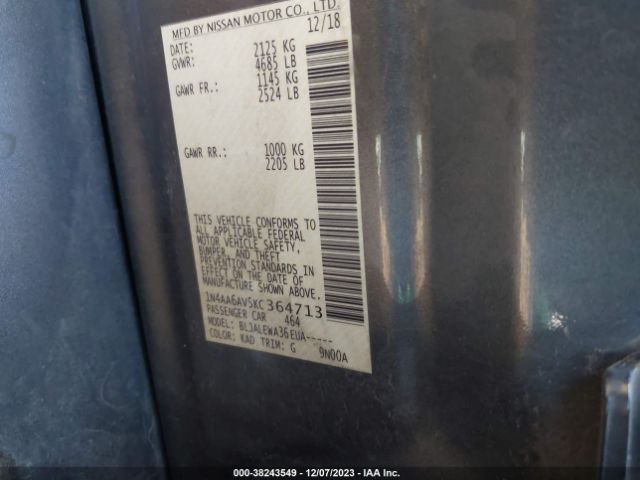 MFD BY NISSAN MOTOR CO., LTD.
12/18
DATE: 2125 KG
GVWR: 4685 LB
GAWR FR.: 1145 KG
2524 LB
GAWR RR.: 1000 KG
2205 LB
THIS VEHICLE CONFORMS TO
ALL APPLICABLE FEDERAL
MOTOR VEHICLE SAFETY,
BUMPER, AND THEFT
PREVENTION STANDARDS IN
EFFECT ON THE DATE OF
MANUFACTURE SHOWN ABOVE.
1N4AA6AV5KC364713
PASSENGER CAR 464
MODEL: BLJALEWA36EUA-----
COLOR: KAD TRIM: G 9N00A
000-38243549 — 12/07/2023 — IAA Inc.